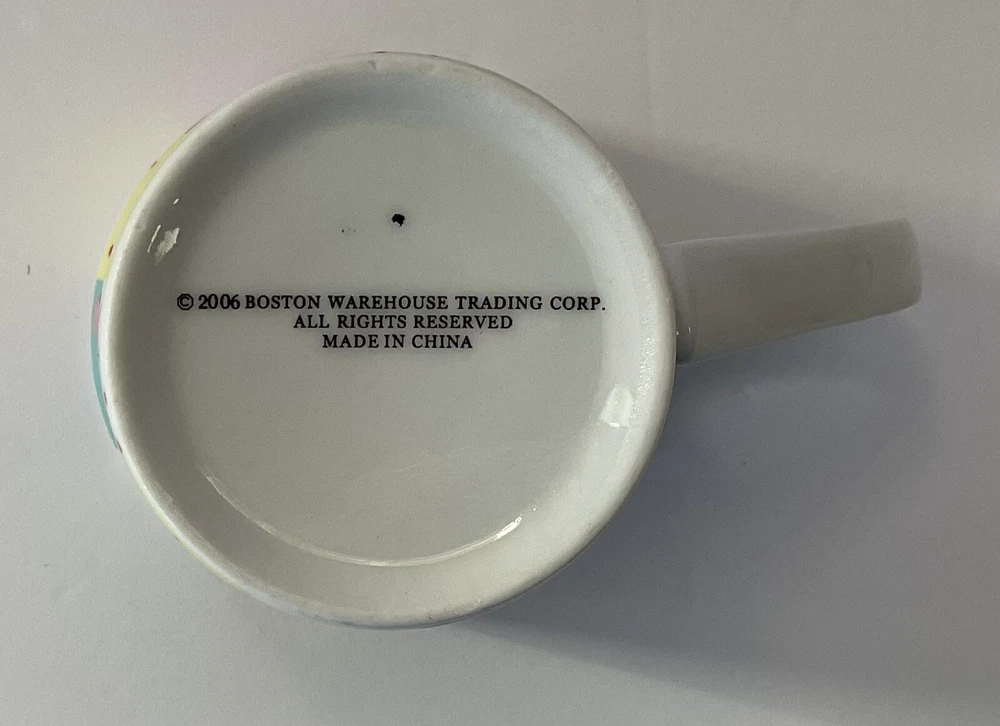 © 2006 BOSTON WAREHOUSE TRADING CORP.
ALL RIGHTS RESERVED
MADE IN CHINA